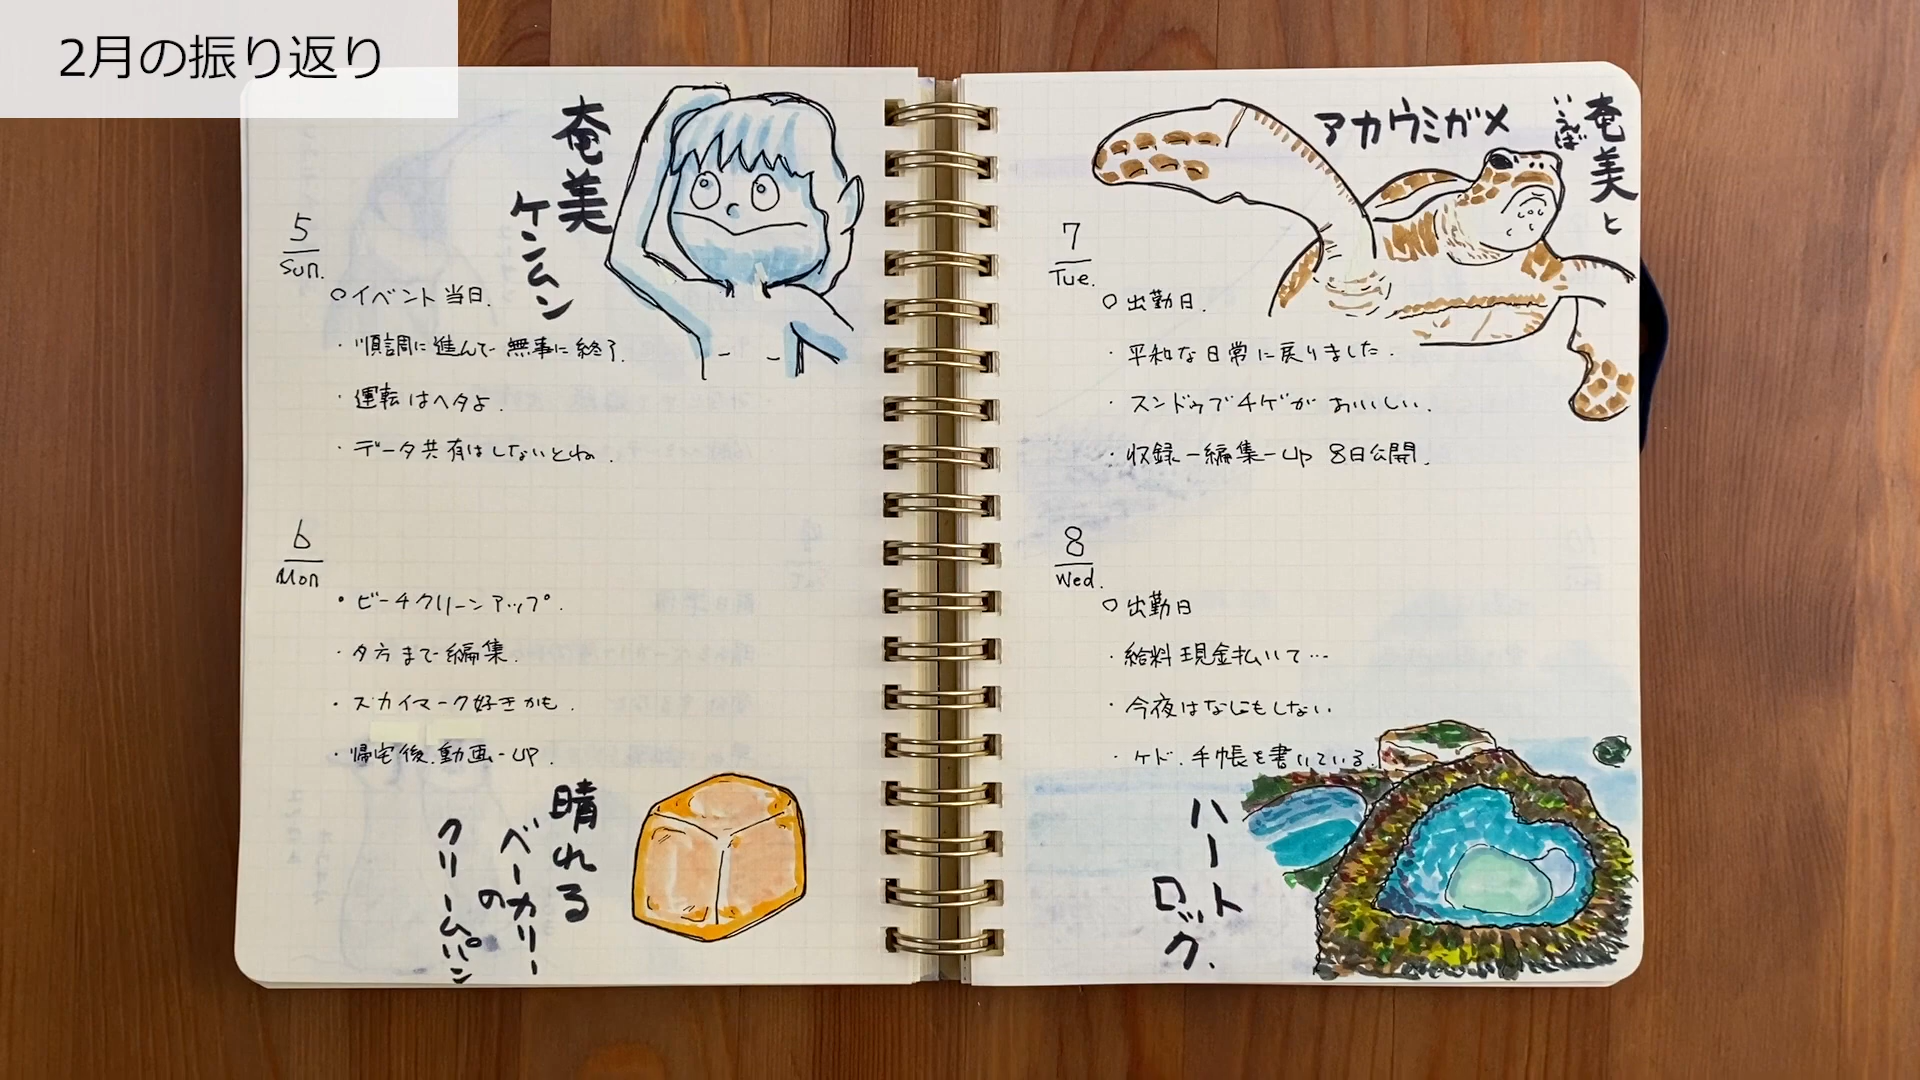 2月の振り返り
奄美
ケンムン
5
Sun.
○イベント当日.
・順調に進んで無事に終了.
・運転はヘタよ.
・データ共有はしないとね.
6
Mon
・ビーチクリーンアップ.
・夕方まで編集.
・スカイマーク好きかも.
・帰宅後.動画-UP.
晴れる
ベーカリー
の
クリームパン
アカウミガメ
奄美と
いえば
7
Tue.
○出勤日.
・平和な日常に戻りました.
・スンドゥブチゲがおいしい.
・収録-編集-up 8日公開.
8
Wed.
○出勤日
・給料現金払いって…
・今夜はなにもしない
・ケド.手帳を書いている.
ハート
ロック.